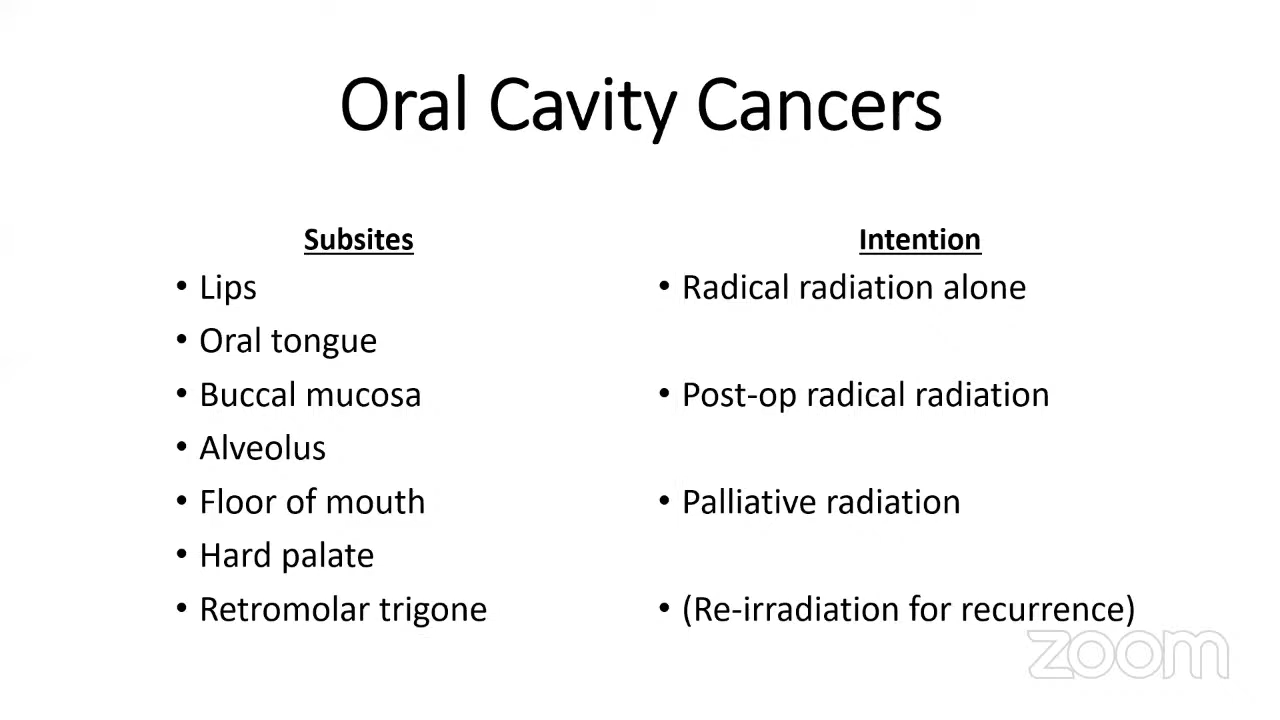 Oral Cavity Cancers
Subsites
• Lips
• Oral tongue
• Buccal mucosa
• Alveolus
• Floor of mouth
• Hard palate
• Retromolar trigone
Intention
• Radical radiation alone
• Post-op radical radiation
• Palliative radiation
• (Re-irradiation for recurrence)
zoom